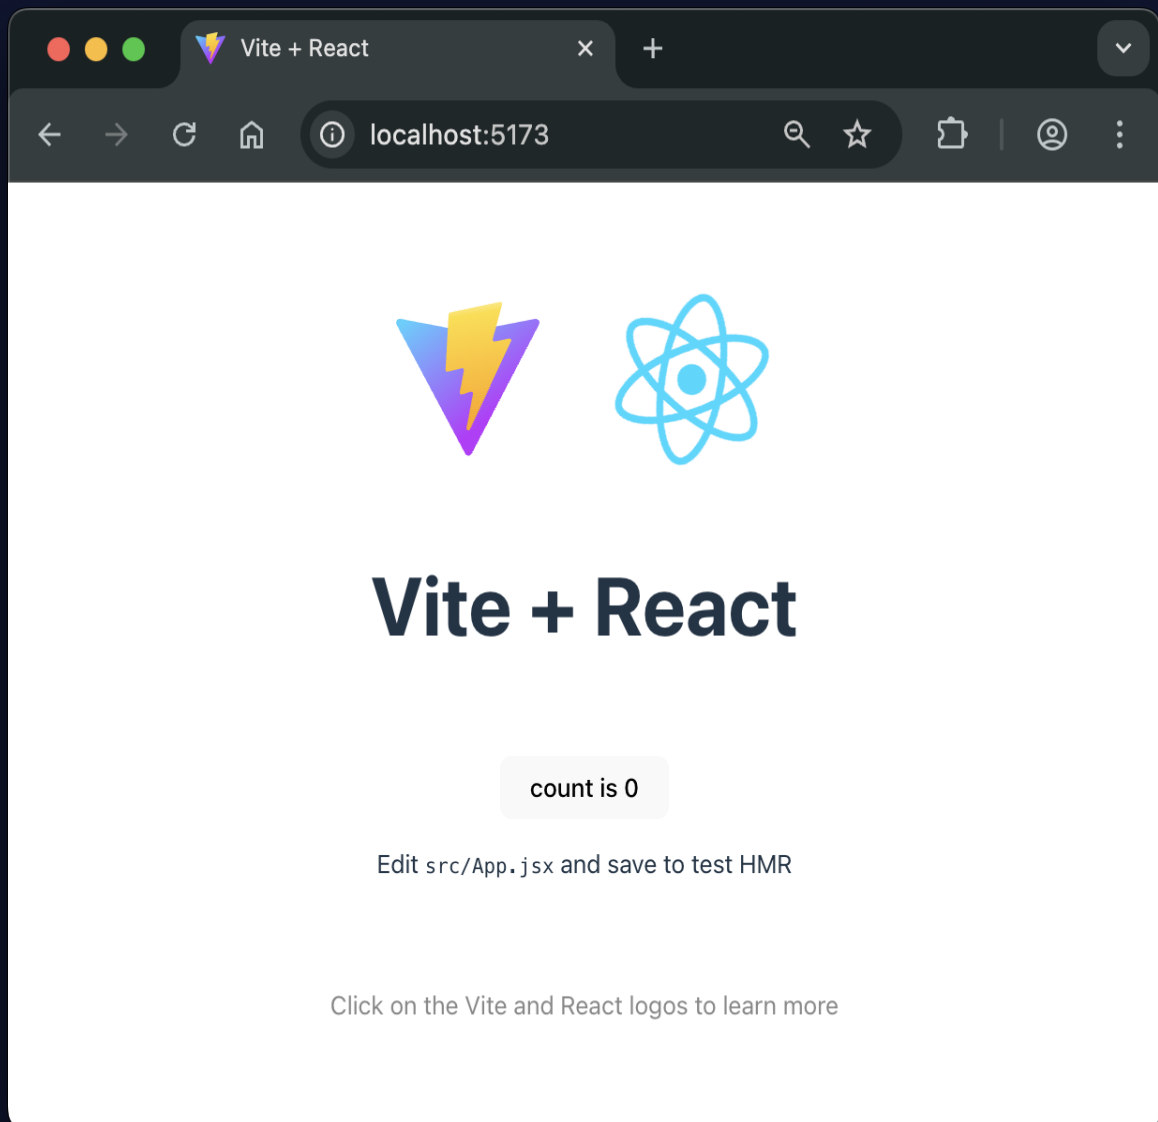 Vite + React
localhost:5173
Vite + React
count is 0
Edit src/App.jsx and save to test HMR
Click on the Vite and React logos to learn more